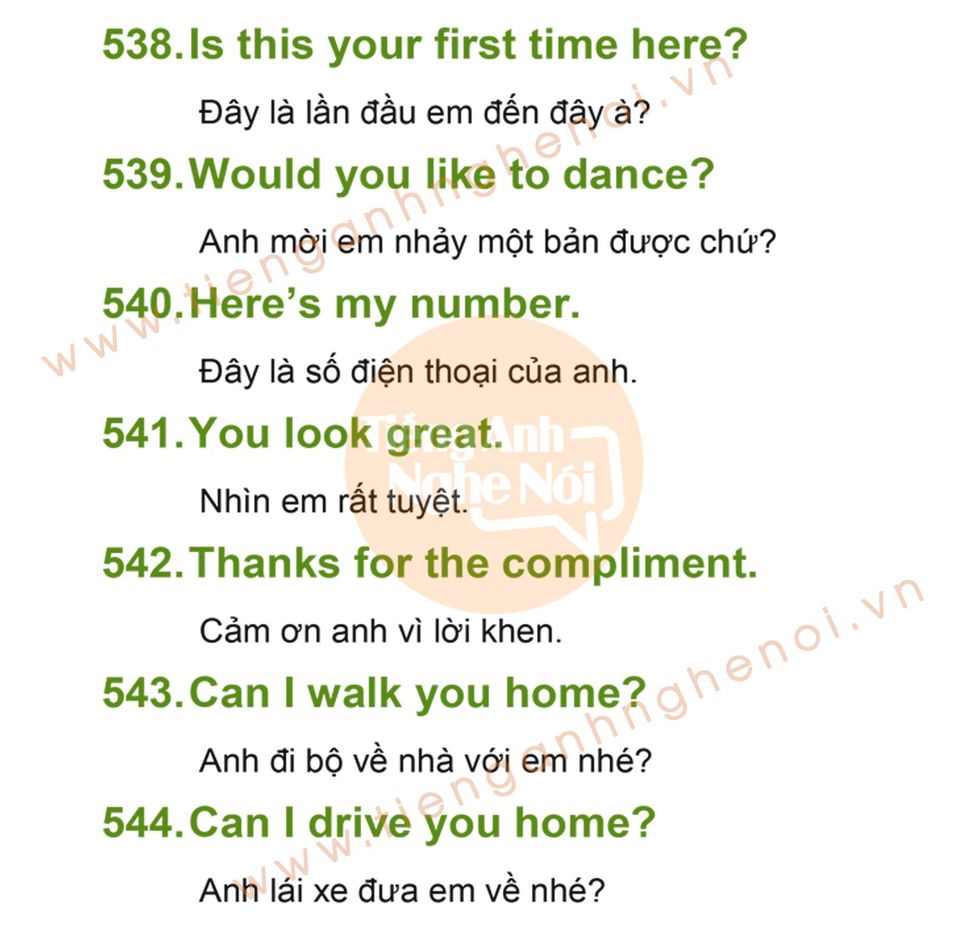 538.Is this your first time here?
Đây là lần đầu em đến đây à?
539.Would you like to dance?
Anh mời em nhảy một bản được chứ?
540.Here's my number.
Đây là số điện thoại của anh.
541.You look great.
Nhìn em rất tuyệt.
542.Thanks for the compliment.
Cảm ơn anh vì lời khen.
543.Can I walk you home?
Anh đi bộ về nhà với em nhé?
544.Can I drive you home?
Anh lái xe đưa em về nhé?
www.tienganhnghenoi.vn
Tiếng Anh
Nghe Nói
www.tienganhnghenoi.vn